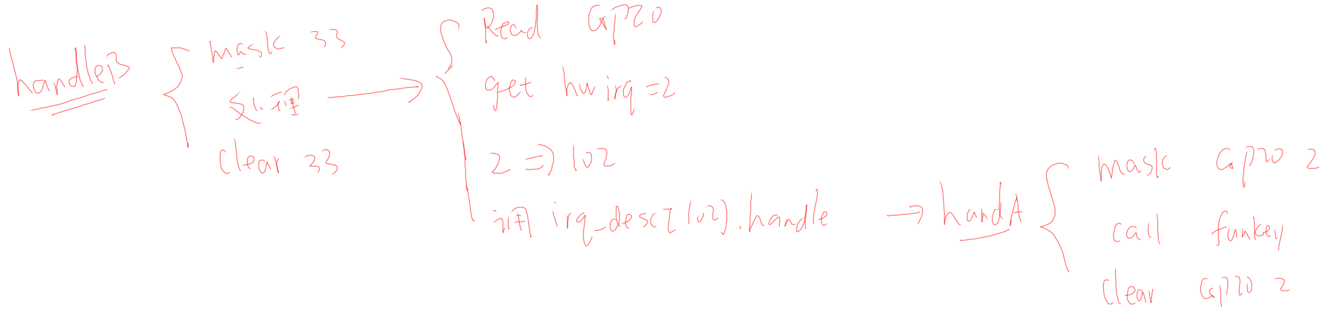 handleB
mask 33
处理
clear 33
Read GPIO
get hwirq=2
2 => 102
调用 irq_desc[102].handle
handA
mask GPIO 2
call funkey
clear GPIO 2